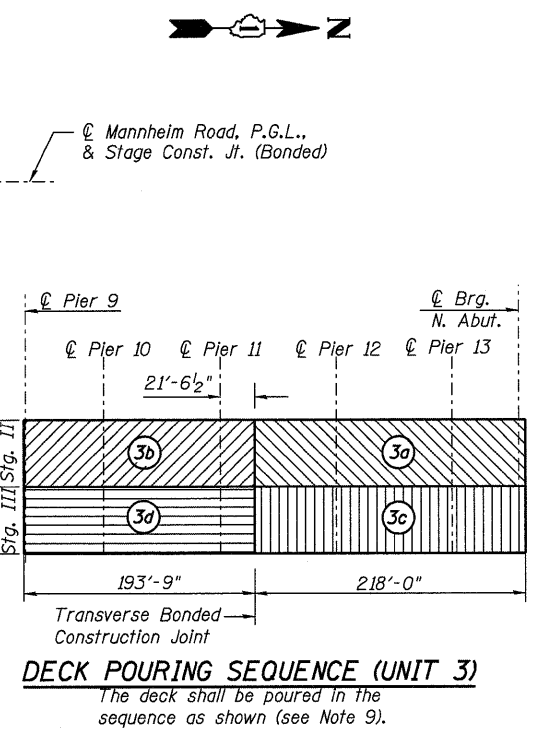 N
℄ Mannheim Road, P.G.L.,
& Stage Const. Jt. (Bonded)
℄ Pier 9
℄ Brg.
N. Abut.
℄ Pier 10 ℄ Pier 11 ℄ Pier 12 ℄ Pier 13
21'-6½"
Stg. II
3b
3a
Stg. III
3d
3c
193'-9"
218'-0"
Transverse Bonded
Construction Joint
DECK POURING SEQUENCE (UNIT 3)
The deck shall be poured in the
sequence as shown (see Note 9).